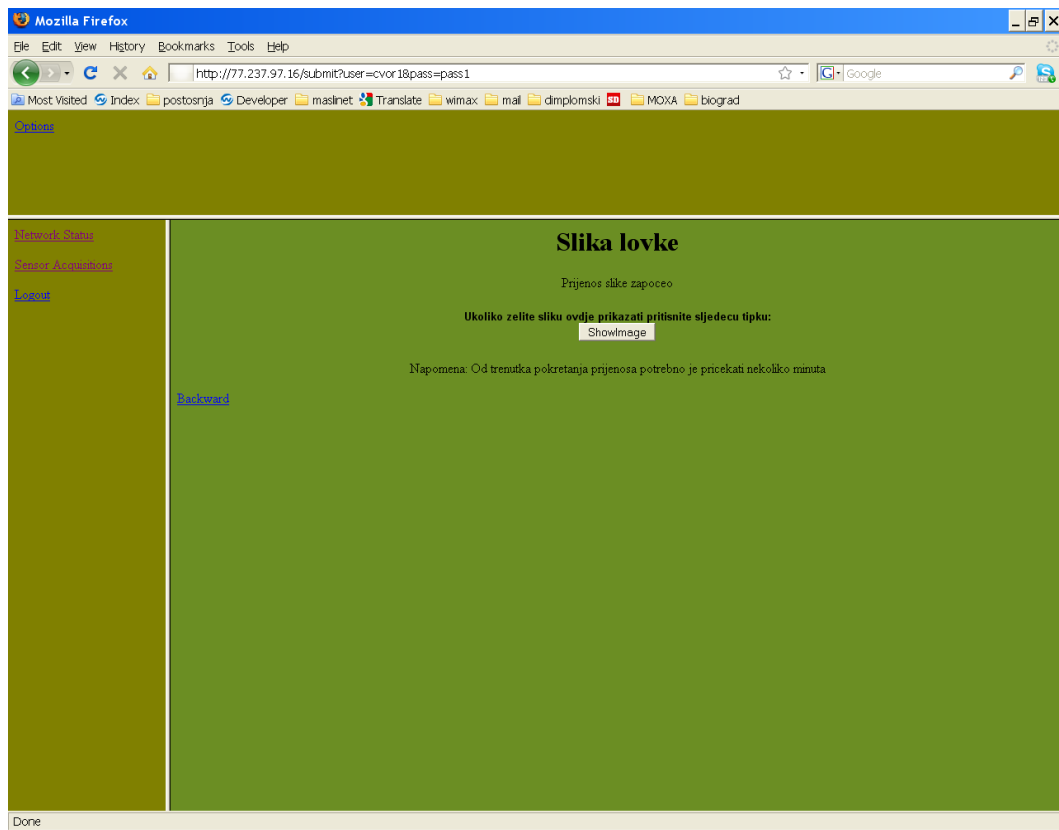 Mozilla Firefox
File Edit View History Bookmarks Tools Help
http://77.237.97.16/submit?user=cvor1&pass=pass1
G Google
Most Visited Index postosnja Developer maslinet Translate wimax mail dimplomski SD MOXA biograd
Options
Network Status
Sensor Acquisitions
Logout
Slika lovke
Prijenos slike zapoceo
Ukoliko zelite sliku ovdje prikazati pritisnite sljedecu tipku:
ShowImage
Napomena: Od trenutka pokretanja prijenosa potrebno je pricekati nekoliko minuta
Backward
Done